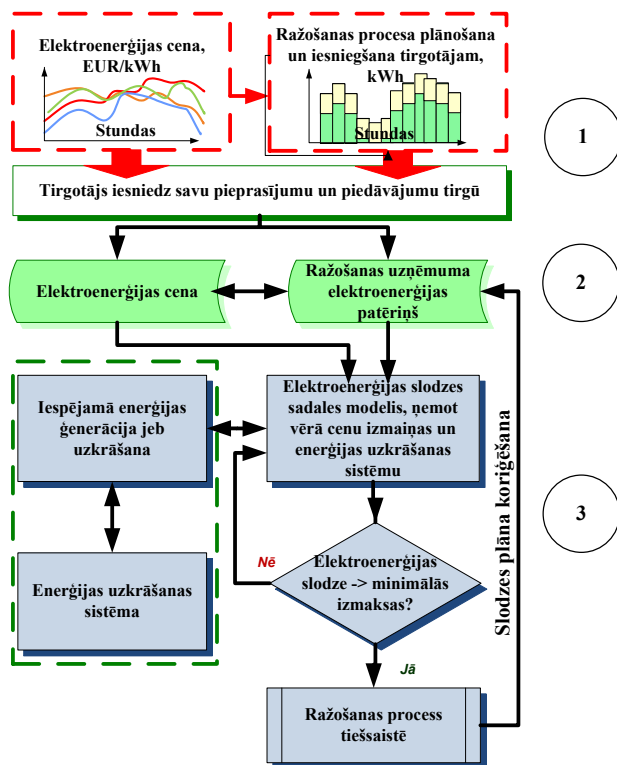 Elektroenerģijas cena,
EUR/kWh
Stundas
Ražošanas procesa plānošana
un iesniegšana tirgotājam,
kWh
Stundas
1
Tirgotājs iesniedz savu pieprasījumu un piedāvājumu tirgū
Elektroenerģijas cena
Ražošanas uzņēmuma
elektroenerģijas
patēriņš
2
Iespējamā enerģijas
ģenerācija jeb
uzkrāšana
Elektroenerģijas slodzes
sadales modelis, ņemot
vērā cenu izmaiņas un
enerģijas uzkrāšanas
sistēmu
Slodzes plāna koriģēšana
3
Enerģijas uzkrāšanas
sistēma
Nē
Elektroenerģijas
slodze -> minimālās
izmaksas?
Jā
Ražošanas process
tiešsaistē